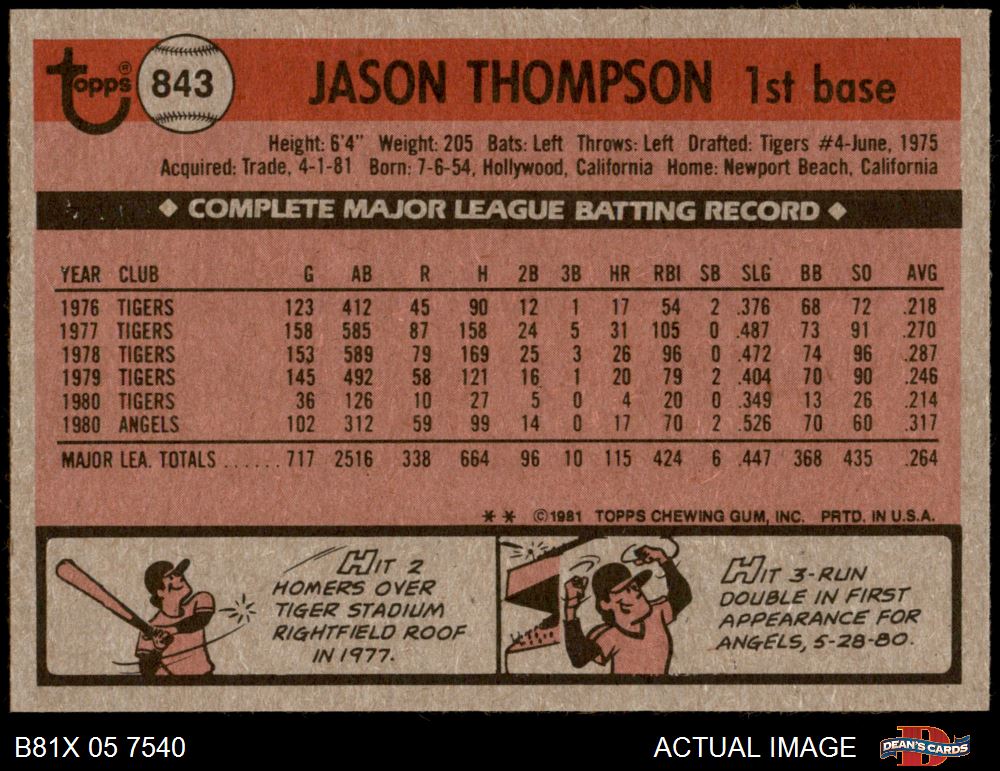 topps® 843 JASON THOMPSON 1st base
Height: 6'4" Weight: 205 Bats: Left Throws: Left Drafted: Tigers #4-June, 1975
Acquired: Trade, 4-1-81 Born: 7-6-54, Hollywood, California Home: Newport Beach, California
◆ COMPLETE MAJOR LEAGUE BATTING RECORD ◆
YEAR CLUB G AB R H 2B 3B HR RBI SB SLG BB SO AVG
1976 TIGERS 123 412 45 90 12 1 17 54 2 .376 68 72 .218
1977 TIGERS 158 585 87 158 24 5 31 105 0 .487 73 91 .270
1978 TIGERS 153 589 79 169 25 3 26 96 0 .472 74 96 .287
1979 TIGERS 145 492 58 121 16 1 20 79 2 .404 70 90 .246
1980 TIGERS 36 126 10 27 5 0 4 20 0 .349 13 26 .214
1980 ANGELS 102 312 59 99 14 0 17 70 2 .526 70 60 .317
MAJOR LEA. TOTALS ...... 717 2516 338 664 96 10 115 424 6 .447 368 435 .264
** ©1981 TOPPS CHEWING GUM, INC. PRTD. IN U.S.A.
HIT 2
HOMERS OVER
TIGER STADIUM
RIGHTFIELD ROOF
IN 1977.
HIT 3-RUN
DOUBLE IN FIRST
APPEARANCE FOR
ANGELS, 5-28-80.
B81X 05 7540 ACTUAL IMAGE DEAN'S CARDS